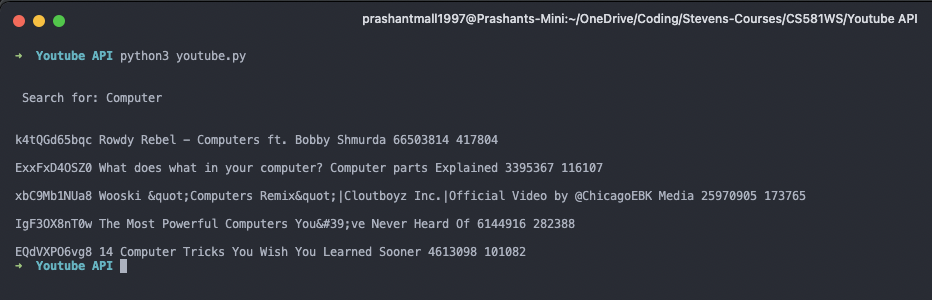 prashantmall1997@Prashants-Mini:~/OneDrive/Coding/Stevens-Courses/CS581WS/Youtube API
→ Youtube API python3 youtube.py
Search for: Computer
k4tQGd65bqc Rowdy Rebel - Computers ft. Bobby Shmurda 66503814 417804
ExxFxD4OSZ0 What does what in your computer? Computer parts Explained 3395367 116107
xbC9Mb1NUa8 Wooski &quot;Computers Remix&quot;|Cloutboyz Inc.|Official Video by @ChicagoEBK Media 25970905 173765
IgF3OX8nT0w The Most Powerful Computers You&#39;ve Never Heard Of 6144916 282388
EQdVXPO6vg8 14 Computer Tricks You Wish You Learned Sooner 4613098 101082
→ Youtube API